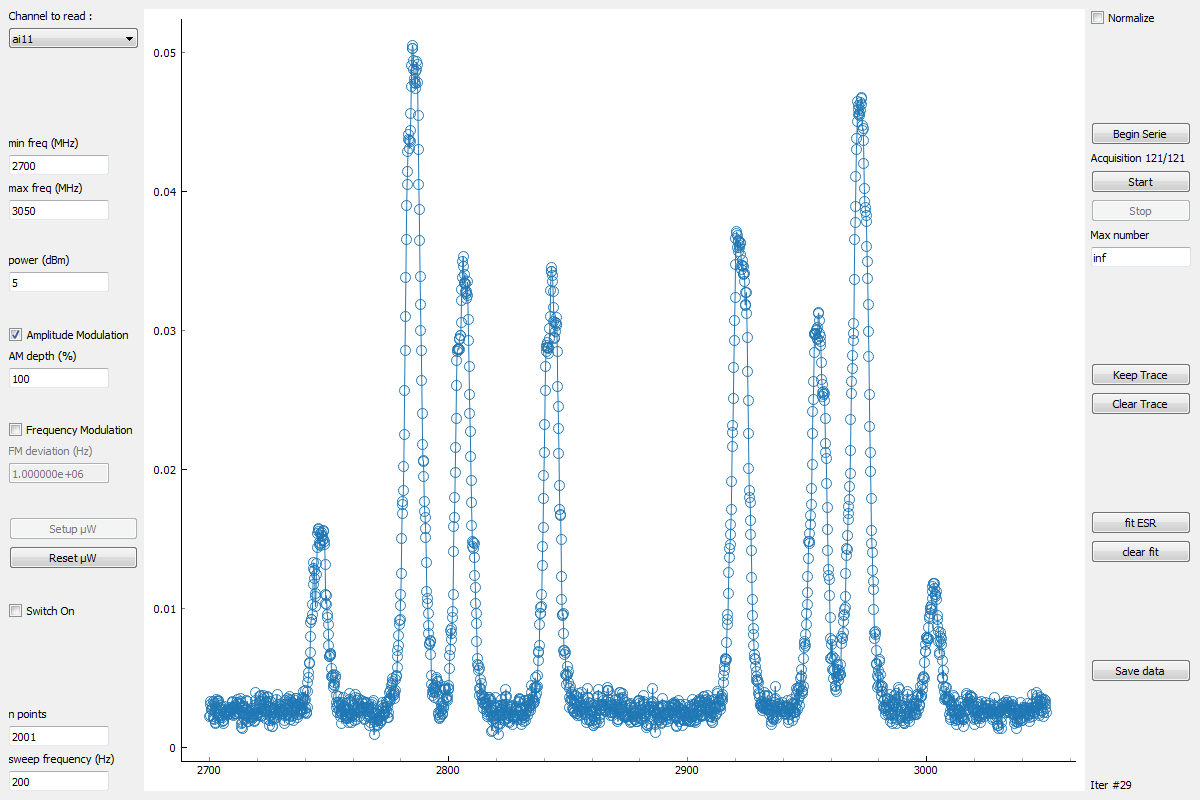 Channel to read :
ai11
min freq (MHz)
2700
max freq (MHz)
3050
power (dBm)
5
Amplitude Modulation
AM depth (%)
100
Frequency Modulation
FM deviation (Hz)
1.000000e+06
Setup µW
Reset µW
Switch On
n points
2001
sweep frequency (Hz)
200
0.05
0.04
0.03
0.02
0.01
0
2700
2800
2900
3000
Normalize
Begin Serie
Acquisition 121/121
Start
Stop
Max number
inf
Keep Trace
Clear Trace
fit ESR
clear fit
Save data
Iter #29